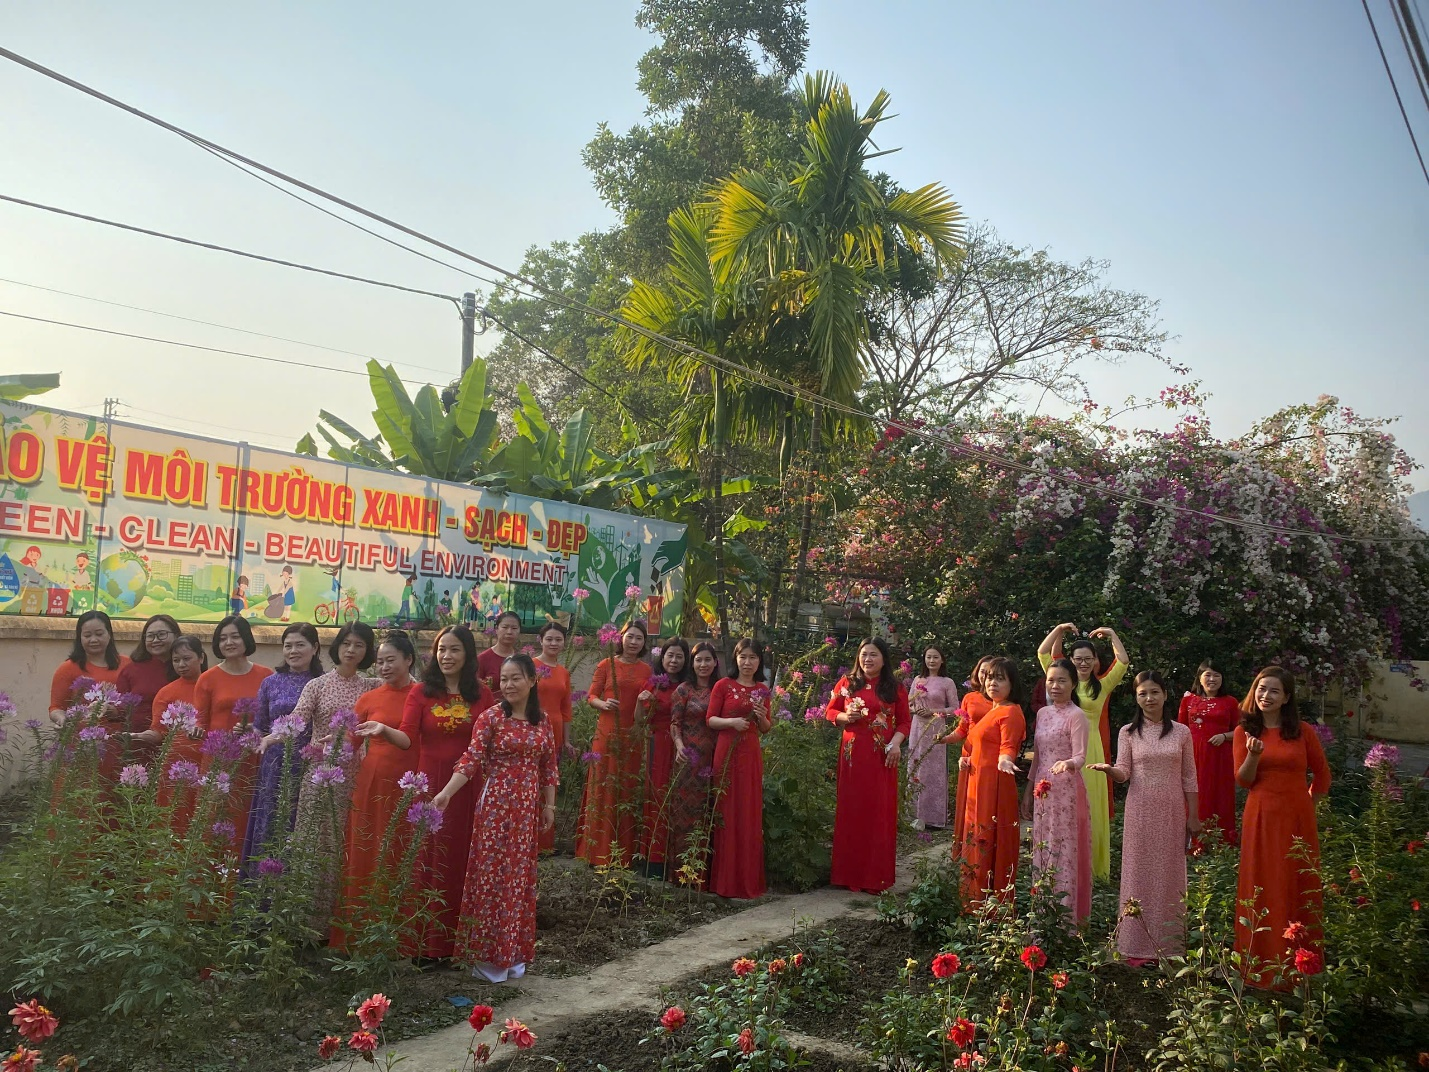 VỆ MÔI TRƯỜNG XANH - SẠCH - ĐẸP
- CLEAN - BEAUTIFUL ENVIRONMENT